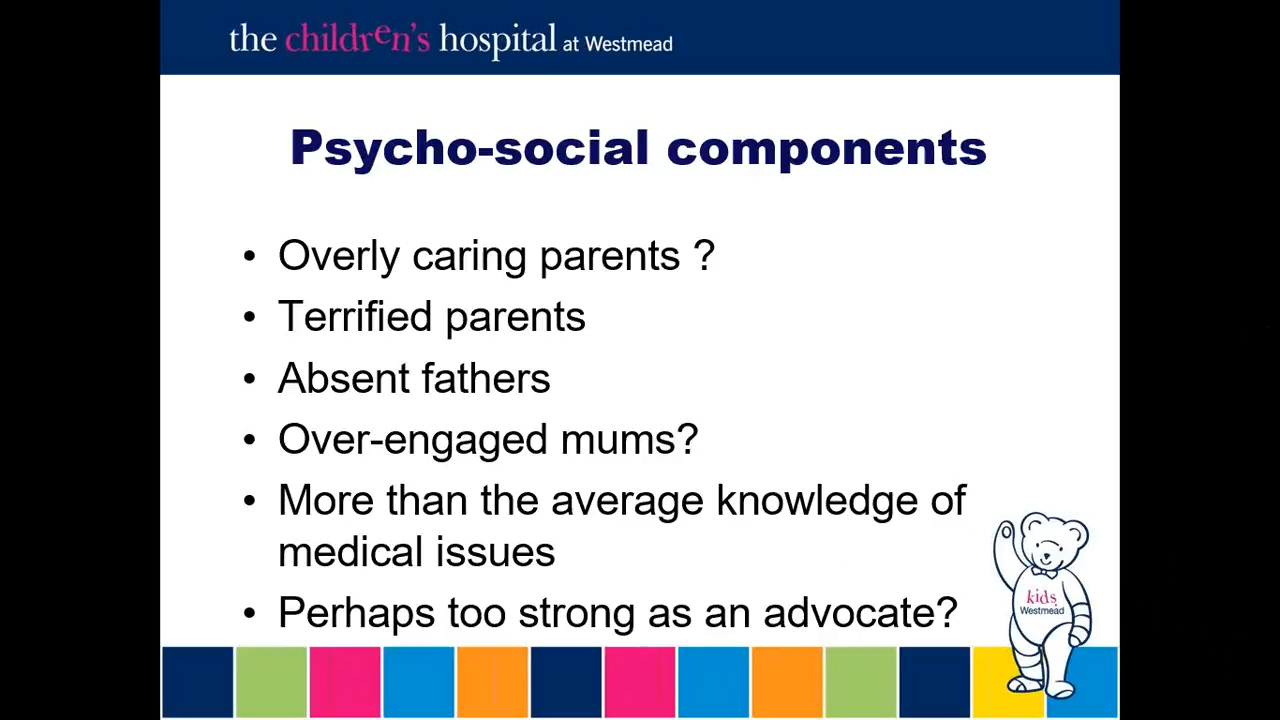 the children's hospital at Westmead
Psycho-social components
• Overly caring parents ?
• Terrified parents
• Absent fathers
• Over-engaged mums?
• More than the average knowledge of
medical issues
• Perhaps too strong as an advocate?
kids
Westmead